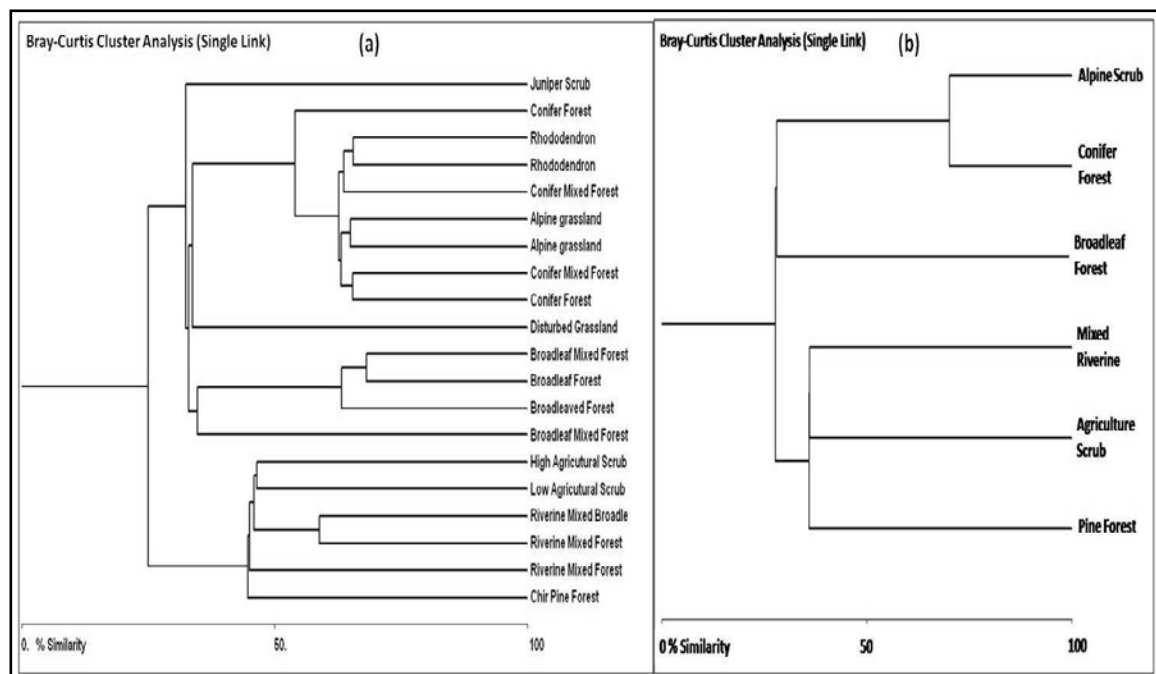 Bray-Curtis Cluster Analysis (Single Link)
(a)
Juniper Scrub
Conifer Forest
Rhododendron
Rhododendron
Conifer Mixed Forest
Alpine grassland
Alpine grassland
Conifer Mixed Forest
Conifer Forest
Disturbed Grassland
Broadleaf Mixed Forest
Broadleaf Forest
Broadleaved Forest
Broadleaf Mixed Forest
High Agricutural Scrub
Low Agricutural Scrub
Riverine Mixed Broadle
Riverine Mixed Forest
Riverine Mixed Forest
Chir Pine Forest
0. % Similarity 50. 100
Bray-Curtis Cluster Analysis (Single Link)
(b)
Alpine Scrub
Conifer
Forest
Broadleaf
Forest
Mixed
Riverine
Agriculture
Scrub
Pine Forest
0 % Similarity 50 100